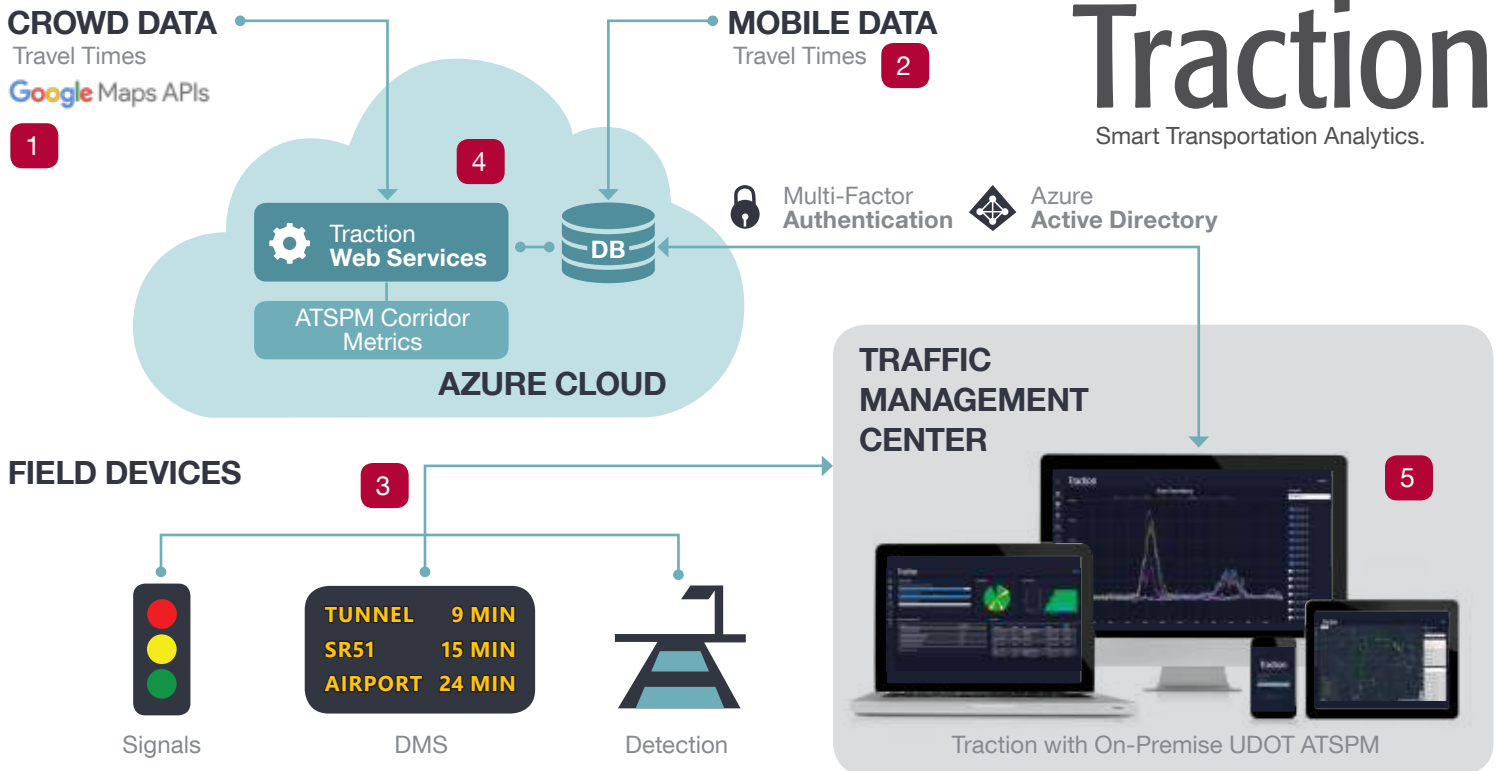 CROWD DATA
Travel Times
Google Maps APIs
1
MOBILE DATA
Travel Times
2
Traction
Smart Transportation Analytics.
4
Multi-Factor
Authentication
Azure
Active Directory
Traction
Web Services
DB
ATSPM Corridor
Metrics
AZURE CLOUD
TRAFFIC
MANAGEMENT
CENTER
5
FIELD DEVICES
3
TUNNEL 9 MIN
SR51 15 MIN
AIRPORT 24 MIN
Signals
DMS
Detection
Traction
Traction
Traction
Traction with On-Premise UDOT ATSPM